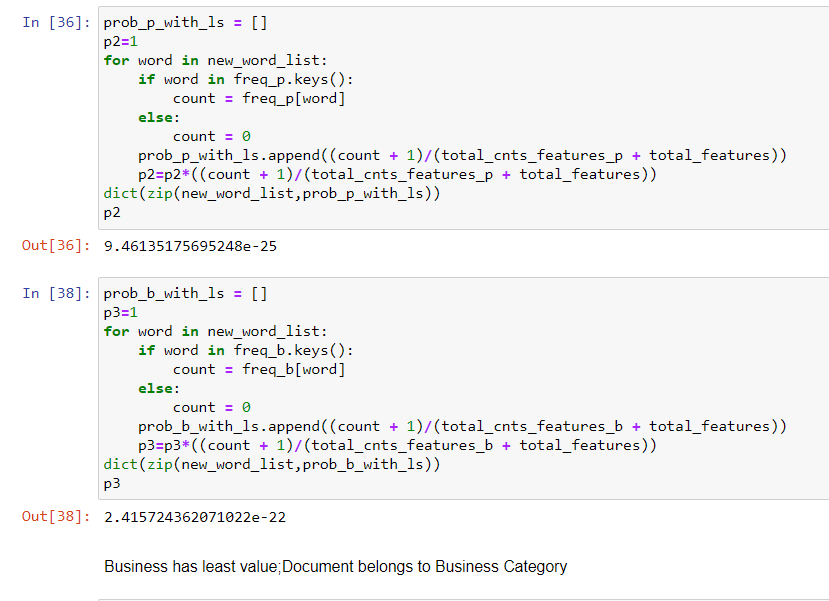 In [36]: prob_p_with_ls = []
p2=1
for word in new_word_list:
    if word in freq_p.keys():
        count = freq_p[word]
    else:
        count = 0
    prob_p_with_ls.append((count + 1)/(total_cnts_features_p + total_features))
    p2=p2*((count + 1)/(total_cnts_features_p + total_features))
dict(zip(new_word_list,prob_p_with_ls))
p2
Out[36]: 9.46135175695248e-25
In [38]: prob_b_with_ls = []
p3=1
for word in new_word_list:
    if word in freq_b.keys():
        count = freq_b[word]
    else:
        count = 0
    prob_b_with_ls.append((count + 1)/(total_cnts_features_b + total_features))
    p3=p3*((count + 1)/(total_cnts_features_b + total_features))
dict(zip(new_word_list,prob_b_with_ls))
p3
Out[38]: 2.415724362071022e-22
Business has least value;Document belongs to Business Category